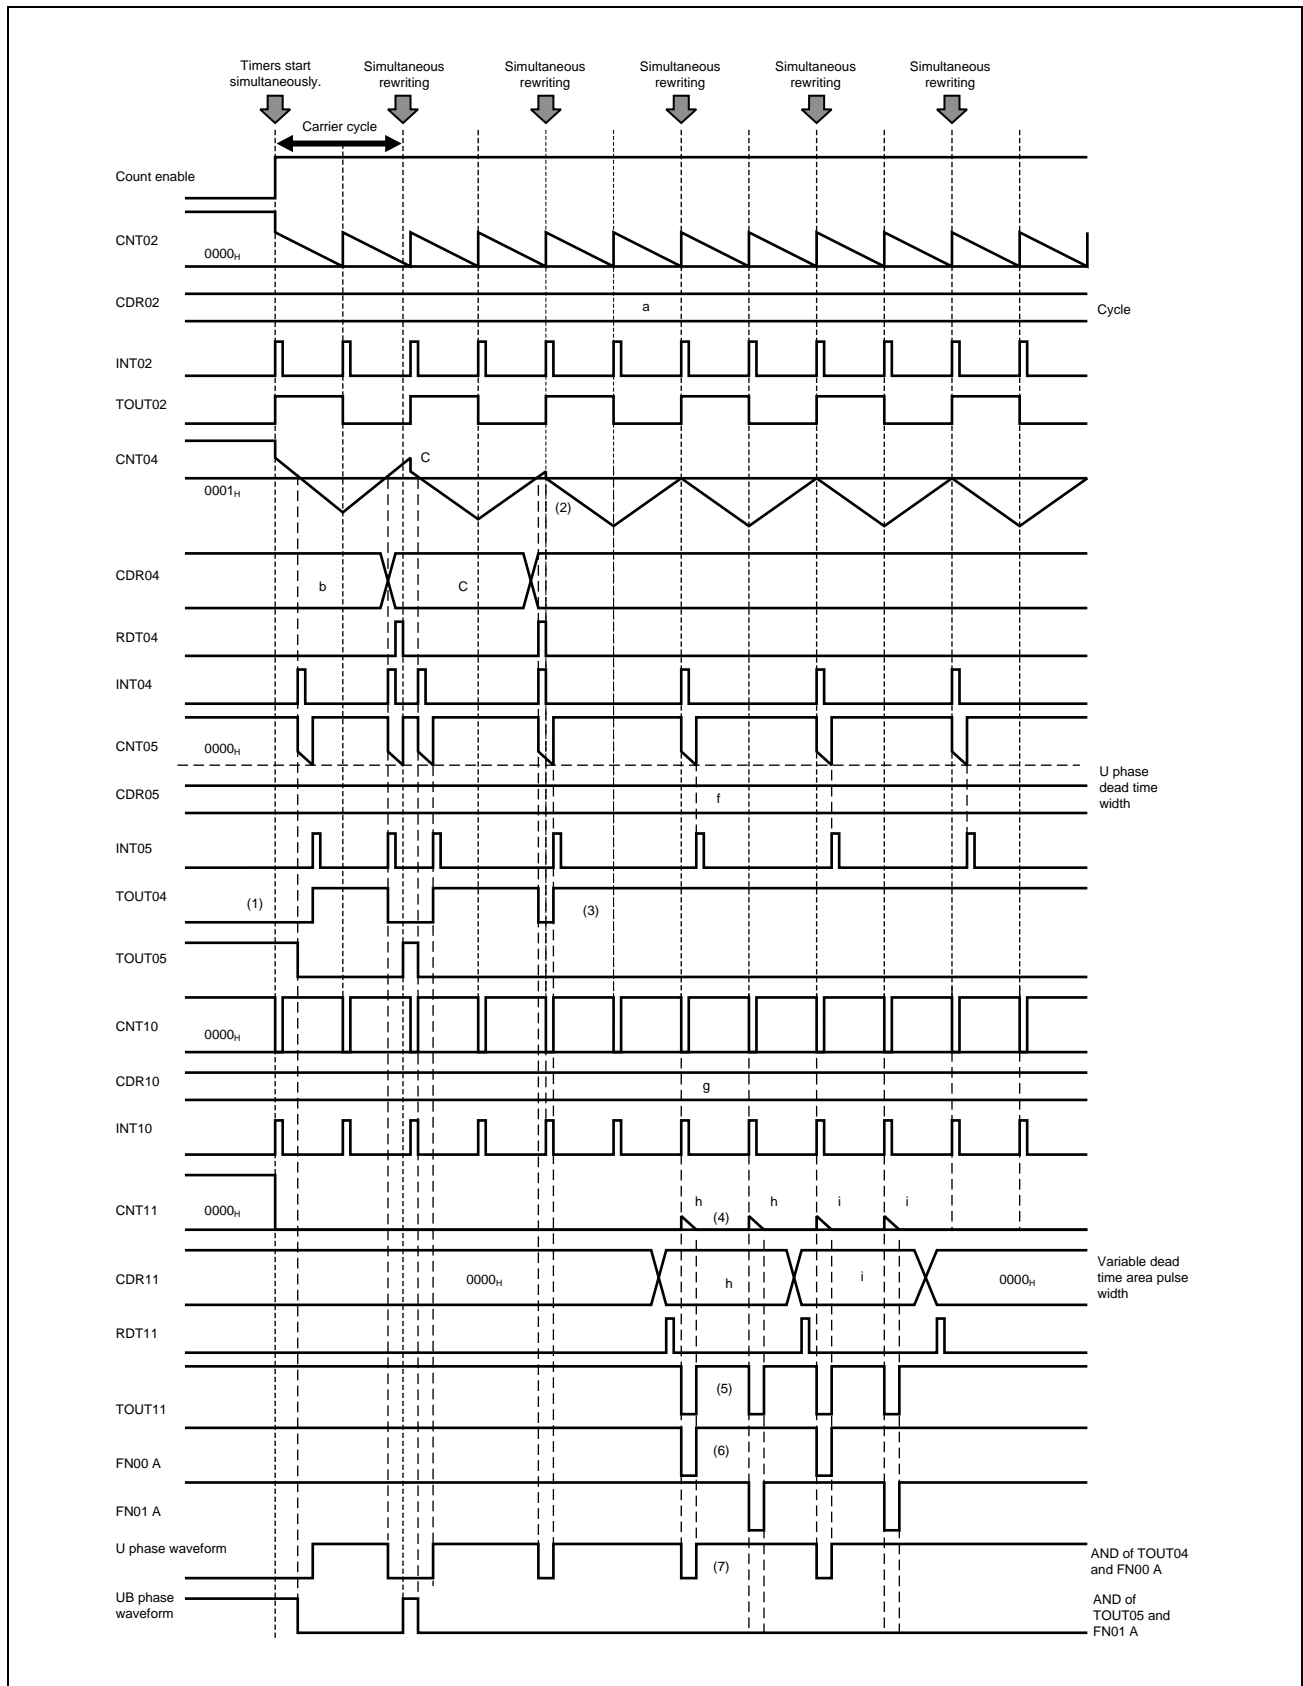 Timers start
simultaneously.
Simultaneous
rewriting
Simultaneous
rewriting
Simultaneous
rewriting
Simultaneous
rewriting
Simultaneous
rewriting
Carrier cycle
Count enable
CNT02
0000H
CDR02
a
Cycle
INT02
TOUT02
CNT04
C
0001H
(2)
CDR04
b
C
RDT04
INT04
CNT05
0000H
U phase
dead time
width
CDR05
f
INT05
TOUT04
(1)
(3)
TOUT05
CNT10
0000H
CDR10
g
INT10
CNT11
0000H
h
(4)
h
i
i
CDR11
0000H
h
i
0000H
Variable dead
time area pulse
width
RDT11
TOUT11
(5)
FN00 A
(6)
FN01 A
U phase waveform
(7)
AND of TOUT04
and FN00 A
UB phase
waveform
AND of
TOUT05 and
FN01 A